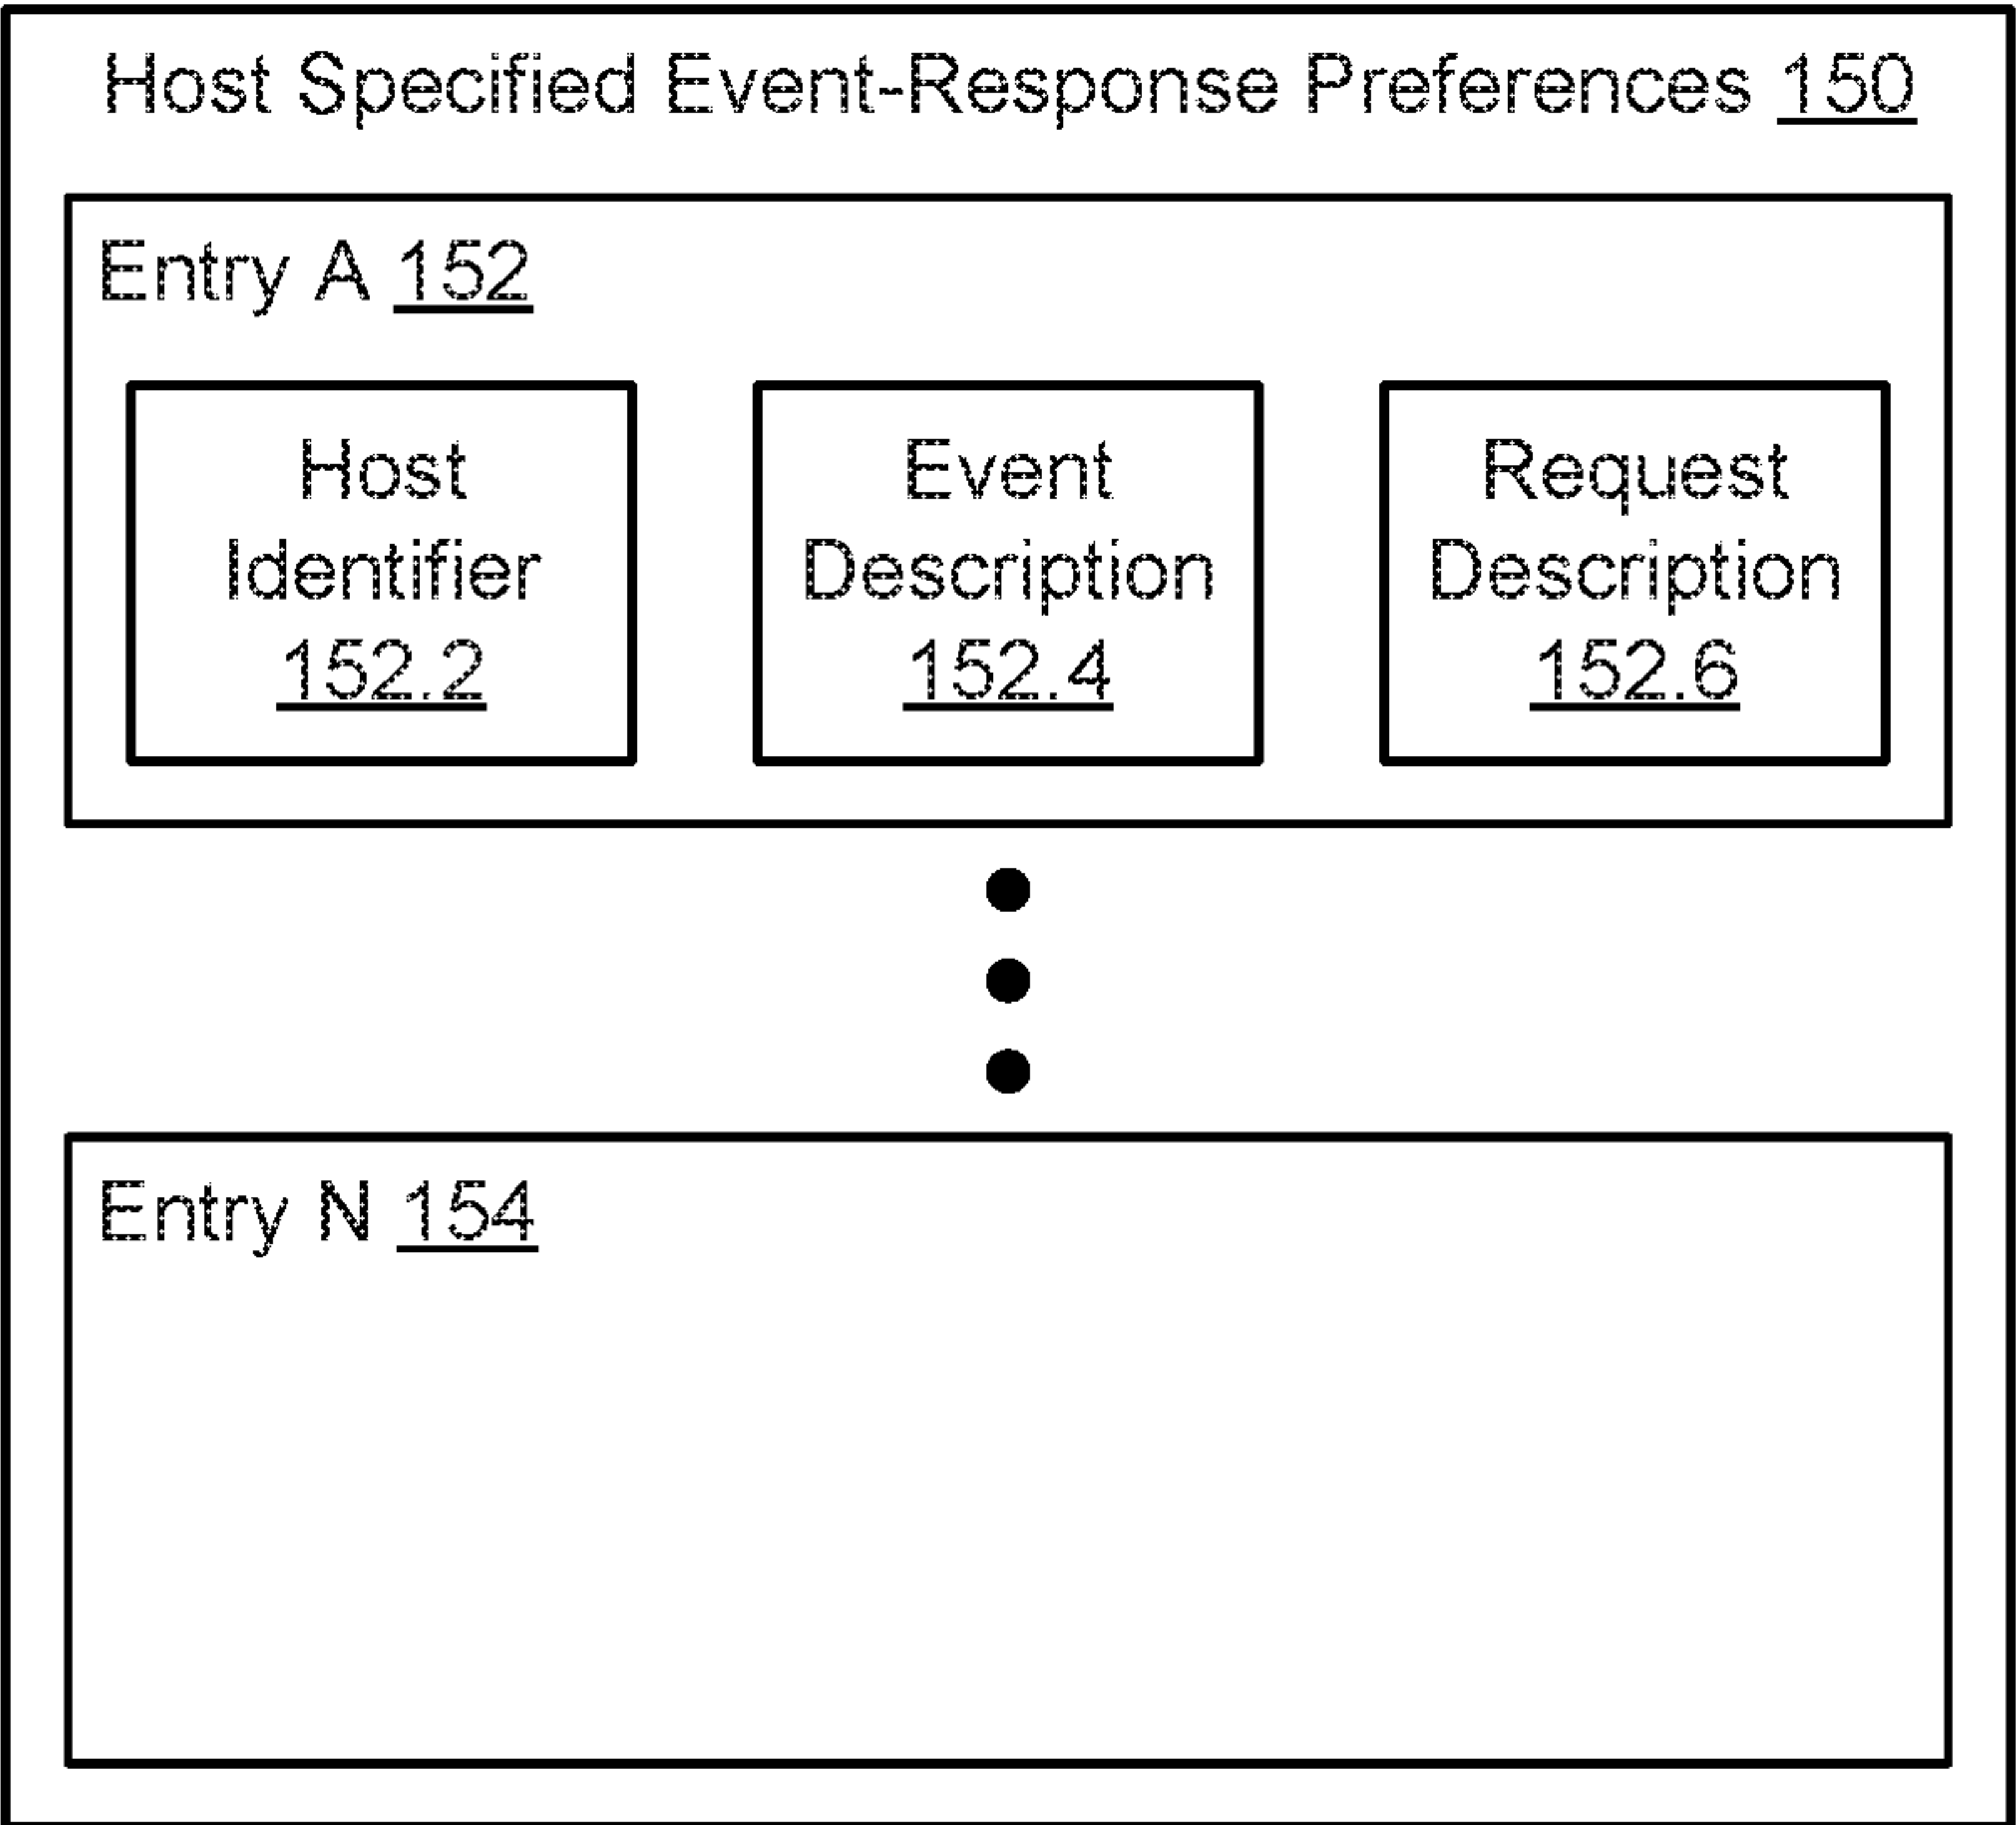 Host Specified Event-Response Preferences 150
Entry A 152
Host
Identifier
152.2
Event
Description
152.4
Request
Description
152.6
Entry N 154